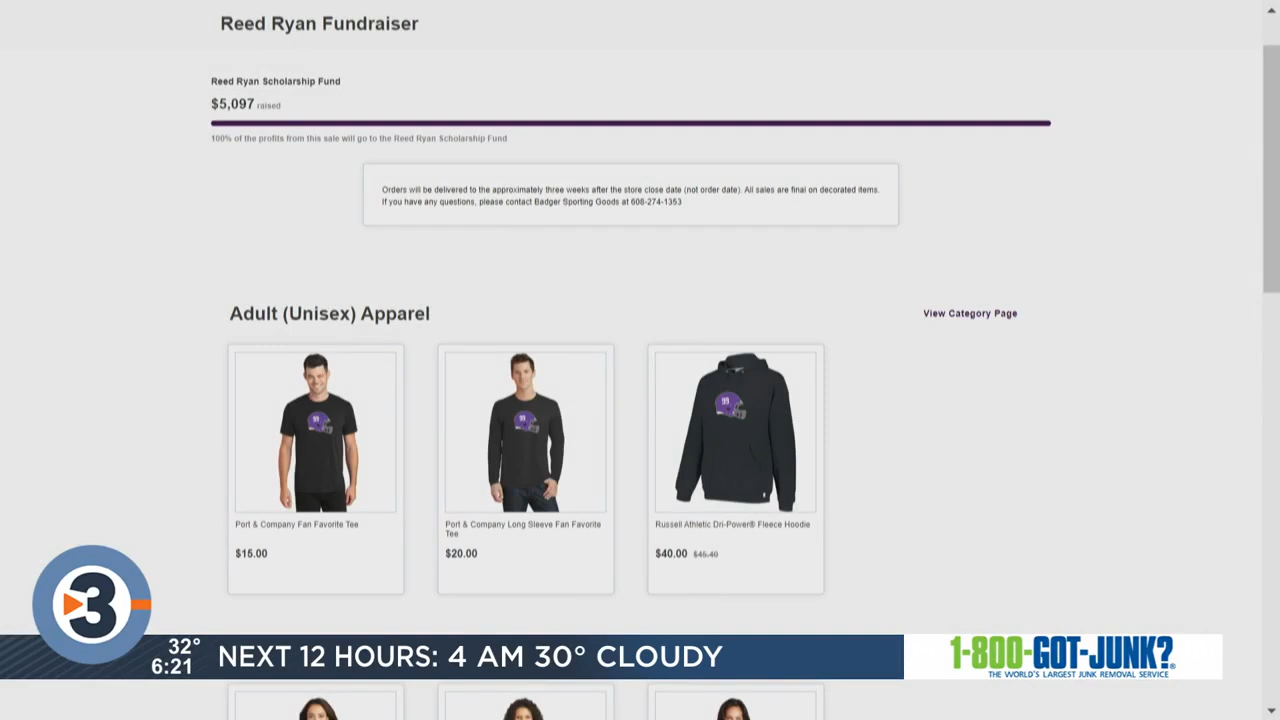 Reed Ryan Fundraiser
Reed Ryan Scholarship Fund
$5,097 raised
100% of the profits from this sale will go to the Reed Ryan Scholarship Fund
Orders will be delivered to the approximately three weeks after the store close date (not order date). All sales are final on decorated items.
If you have any questions, please contact Badger Sporting Goods at 608-274-1353
Adult (Unisex) Apparel
View Category Page
99
99
99
Port & Company Fan Favorite Tee
$15.00
Port & Company Long Sleeve Fan Favorite
Tee
$20.00
Russell Athletic Dri-Power® Fleece Hoodie
$40.00 $45.40
3
32°
6:21
NEXT 12 HOURS: 4 AM 30° CLOUDY
1-800-GOT-JUNK?®
THE WORLD'S LARGEST JUNK REMOVAL SERVICE